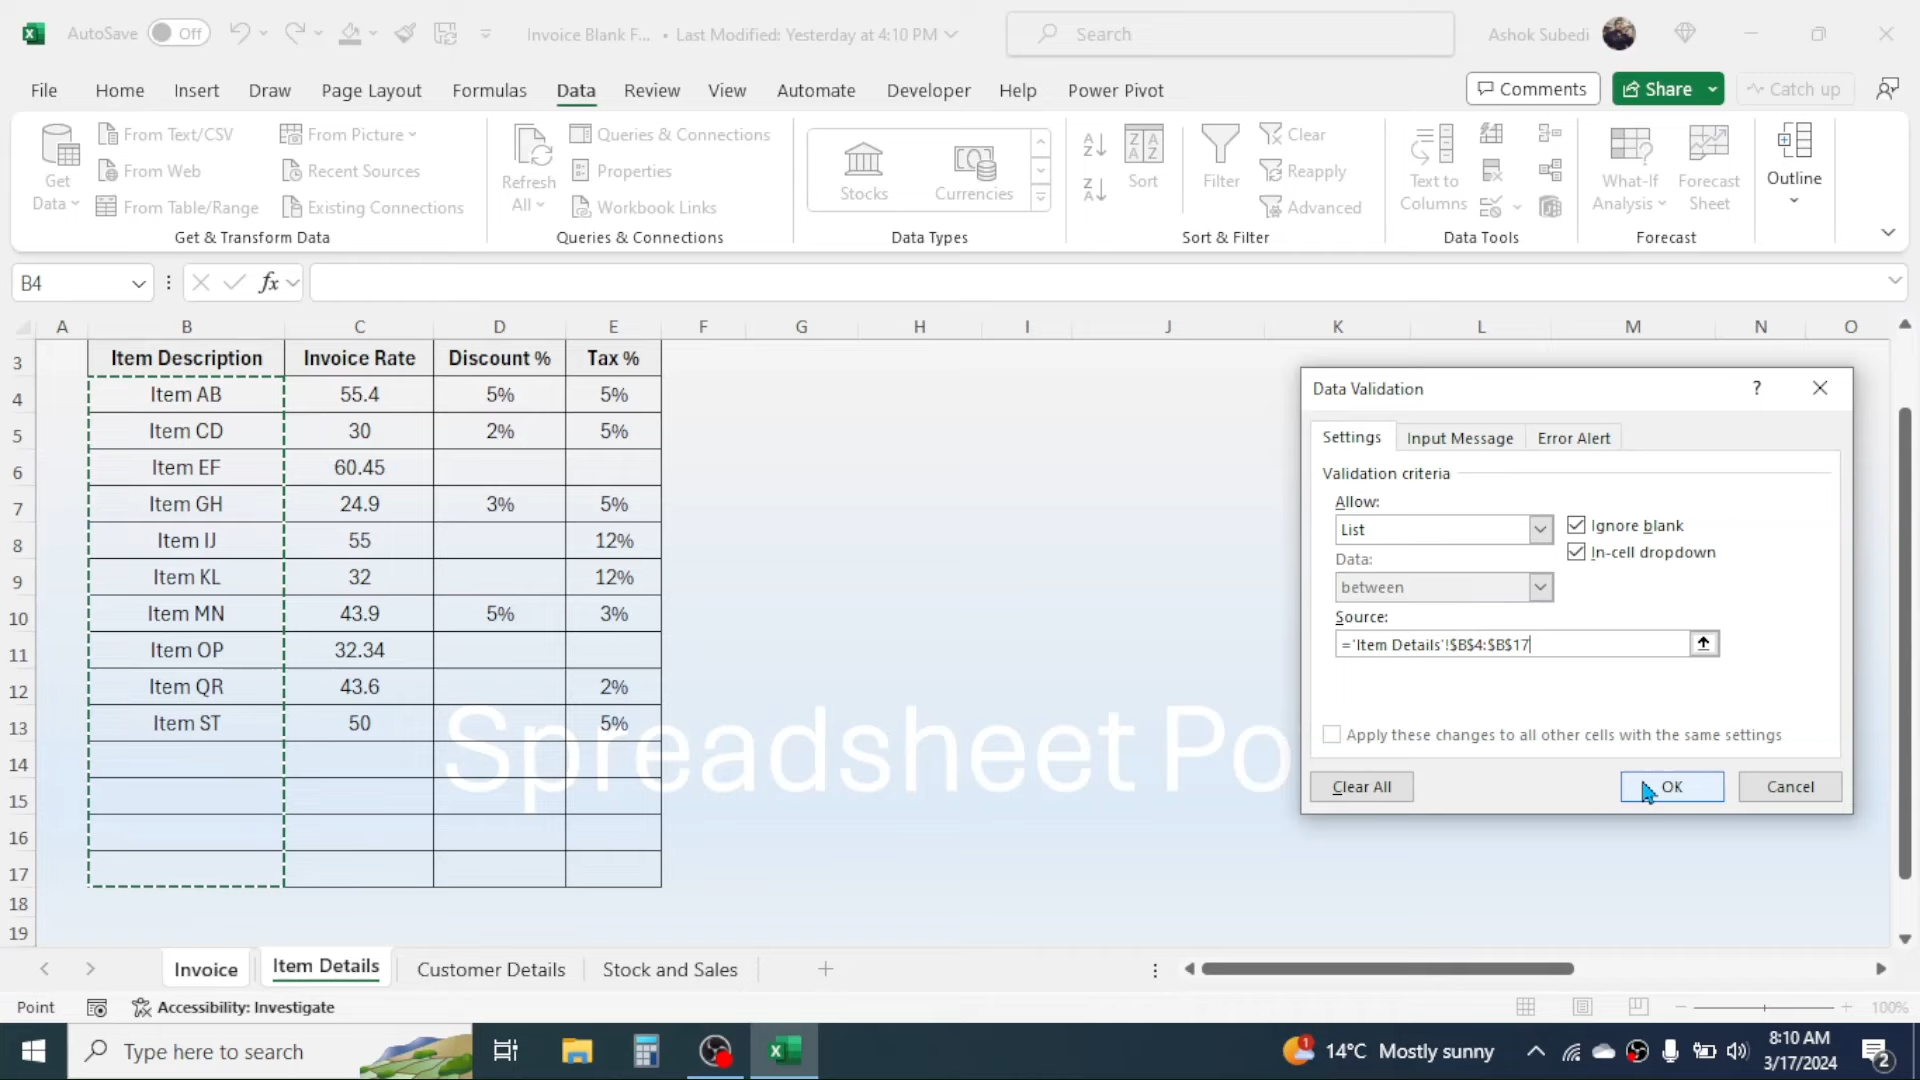 AutoSave Off Invoice Blank F... • Last Modified: Yesterday at 4:10 PM Search Ashok Subedi
File Home Insert Draw Page Layout Formulas Data Review View Automate Developer Help Power Pivot Comments Share Catch up
Get Data
From Text/CSV
From Web
From Table/Range
From Picture
Recent Sources
Existing Connections
Get & Transform Data
Refresh All
Queries & Connections
Properties
Workbook Links
Queries & Connections
Stocks
Currencies
Data Types
Sort
Filter
Clear
Reapply
Advanced
Sort & Filter
Text to Columns
Data Tools
What-If Analysis
Forecast Sheet
Forecast
Outline
B4 fx
A B C D E F G H I J K L M N O
3 Item Description Invoice Rate Discount % Tax %
4 Item AB 55.4 5% 5%
5 Item CD 30 2% 5%
6 Item EF 60.45
7 Item GH 24.9 3% 5%
8 Item IJ 55 12%
9 Item KL 32 12%
10 Item MN 43.9 5% 3%
11 Item OP 32.34
12 Item QR 43.6 2%
13 Item ST 50 5%
14
15
16
17
18
19
Spreadsheet Po
Data Validation ?
Settings Input Message Error Alert
Validation criteria
Allow:
List
Ignore blank
In-cell dropdown
Data:
between
Source:
='Item Details'!$B$4:$B$17
Apply these changes to all other cells with the same settings
Clear All OK Cancel
Invoice Item Details Customer Details Stock and Sales
Point Accessibility: Investigate 100%
Type here to search 1 14°C Mostly sunny 8:10 AM
3/17/2024 2